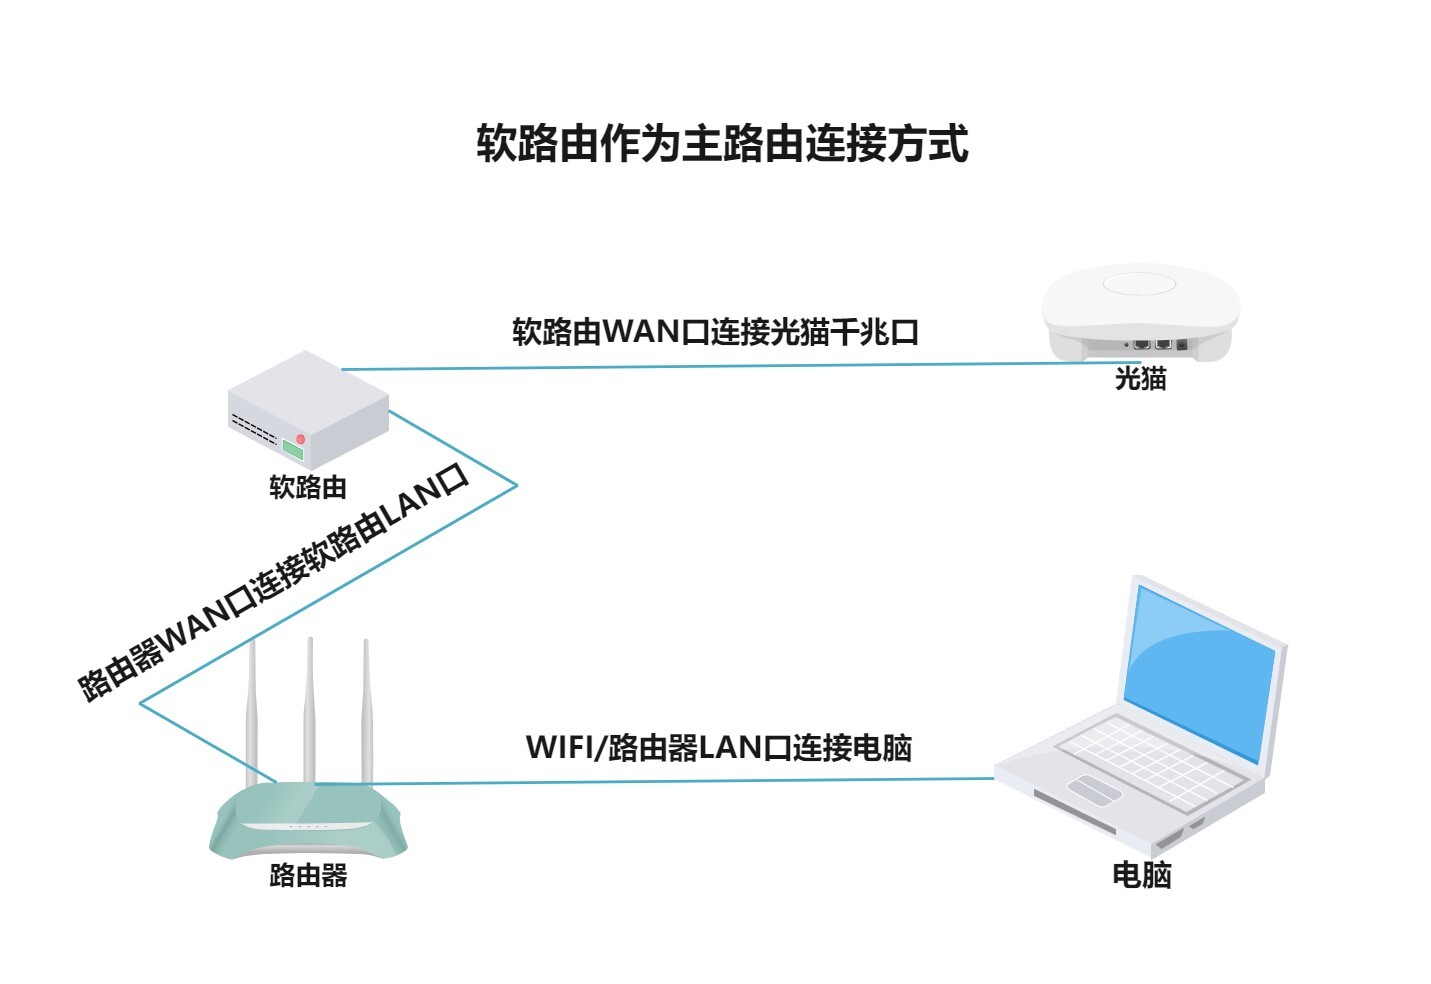 软路由作为主路由连接方式
软路由WAN口连接光猫千兆口
光猫
软路由
路由器WAN口连接软路由LAN口
WIFI/路由器LAN口连接电脑
路由器
电脑